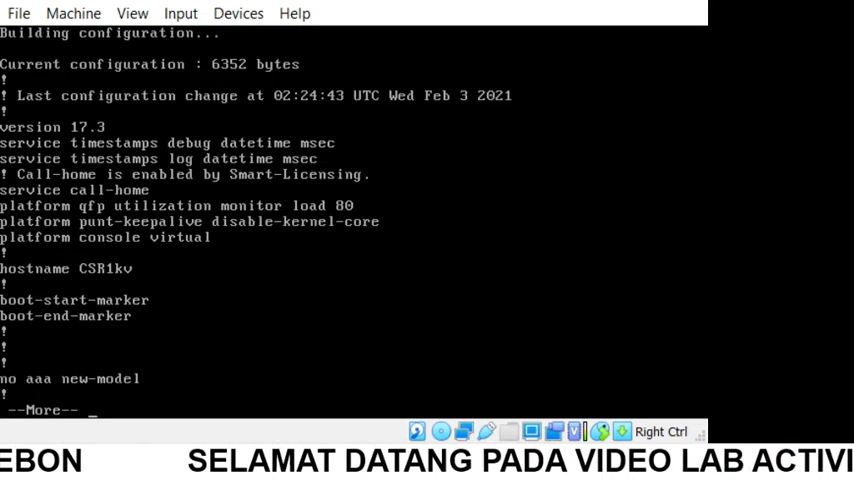 File Machine View Input Devices Help
Building configuration...
Current configuration : 6352 bytes
!
! Last configuration change at 02:24:43 UTC Wed Feb 3 2021
!
version 17.3
service timestamps debug datetime msec
service timestamps log datetime msec
! Call-home is enabled by Smart-Licensing.
service call-home
platform qfp utilization monitor load 80
platform punt-keepalive disable-kernel-core
platform console virtual
!
hostname CSR1kv
!
boot-start-marker
boot-end-marker
!
!
!
no aaa new-model
!
--More-- _
Right Ctrl
EBON SELAMAT DATANG PADA VIDEO LAB ACTIVI